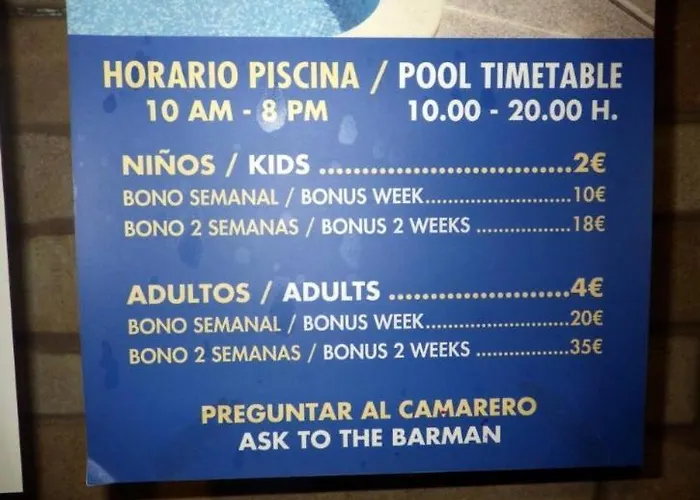 HORARIO PISCINA / POOL TIMETABLE
10 AM - 8 PM 10.00 - 20.00 H.
NIÑOS / KIDS ................................2€
BONO SEMANAL / BONUS WEEK..........................10€
BONO 2 SEMANAS / BONUS 2 WEEKS .................18€
ADULTOS / ADULTS .......................4€
BONO SEMANAL / BONUS WEEK..........................20€
BONO 2 SEMANAS / BONUS 2 WEEKS .................35€
PREGUNTAR AL CAMARERO
ASK TO THE BARMAN